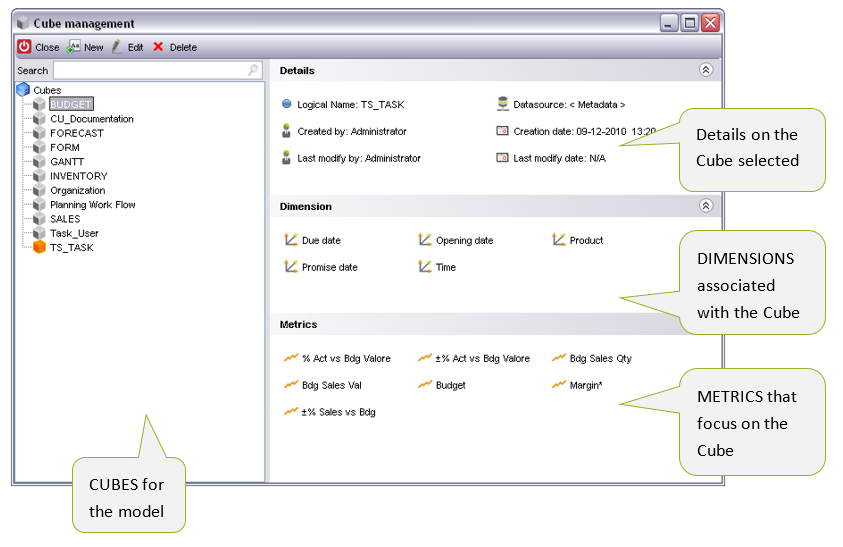 Cube management
Close New Edit Delete
Search
Cubes
BUDGET
CU_Documentation
FORECAST
FORM
GANTT
INVENTORY
Organization
Planning Work Flow
SALES
Task_User
TS_TASK
Details
Logical Name: TS_TASK Datasource: < Metadata >
Created by: Administrator Creation date: 09-12-2010 13:20
Last modify by: Administrator Last modify date: N/A
Dimension
Due date Opening date Product
Promise date Time
Metrics
% Act vs Bdg Valore ±% Act vs Bdg Valore Bdg Sales Qty
Bdg Sales Val Budget Margin*
±% Sales vs Bdg
Details on the
Cube selected
DIMENSIONS
associated
with the Cube
METRICS that
focus on the
Cube
CUBES for
the model